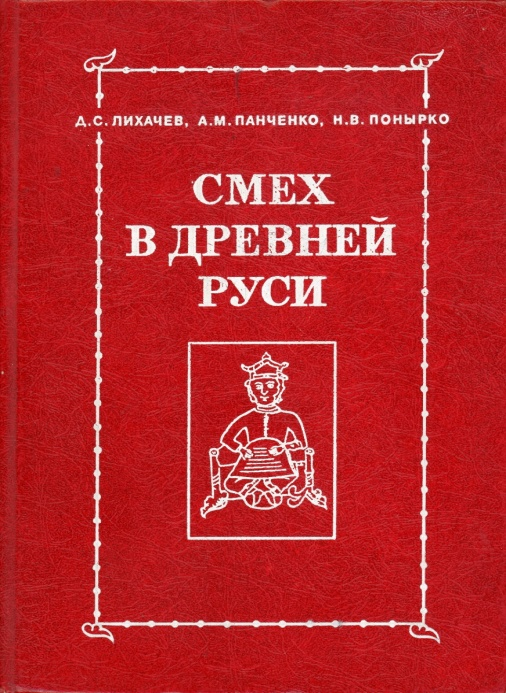 Д.С. ЛИХАЧЕВ, А.М. ПАНЧЕНКО, Н.В. ПОНЫРКО
СМЕХ
В ДРЕВНЕЙ
РУСИ